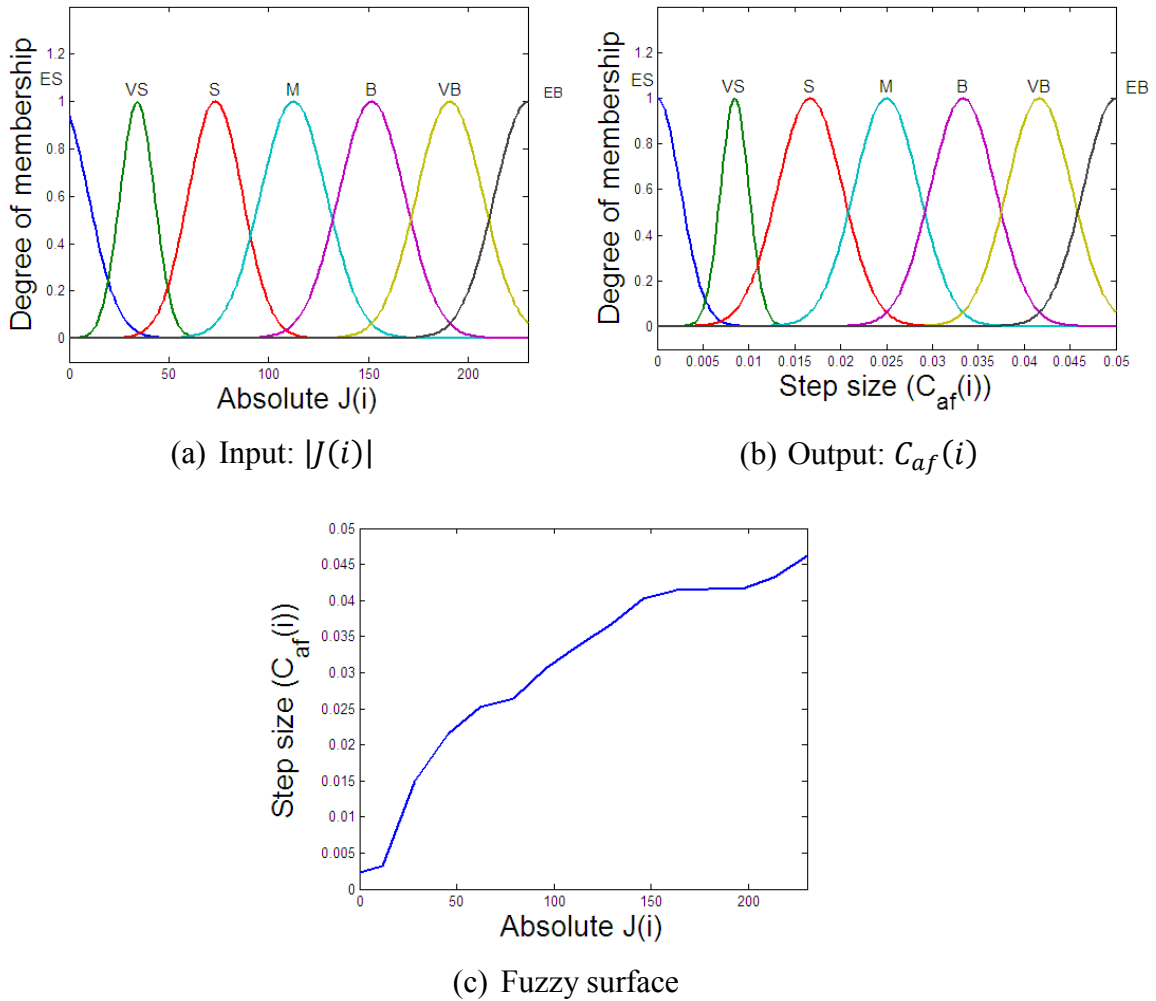 Degree of membership
1.2
1
0.8
0.6
0.4
0.2
0
ES
VS
S
M
B
VB
EB
0
50
100
150
200
Absolute J(i)
(a) Input: |J(i)|
Degree of membership
1.2
1
0.8
0.6
0.4
0.2
0
ES
VS
S
M
B
VB
EB
0
0.005
0.01
0.015
0.02
0.025
0.03
0.035
0.04
0.045
0.05
Step size (C_af(i))
(b) Output: C_af(i)
Step size (C_af(i))
0.05
0.045
0.04
0.035
0.03
0.025
0.02
0.015
0.01
0.005
0
0
50
100
150
200
Absolute J(i)
(c) Fuzzy surface